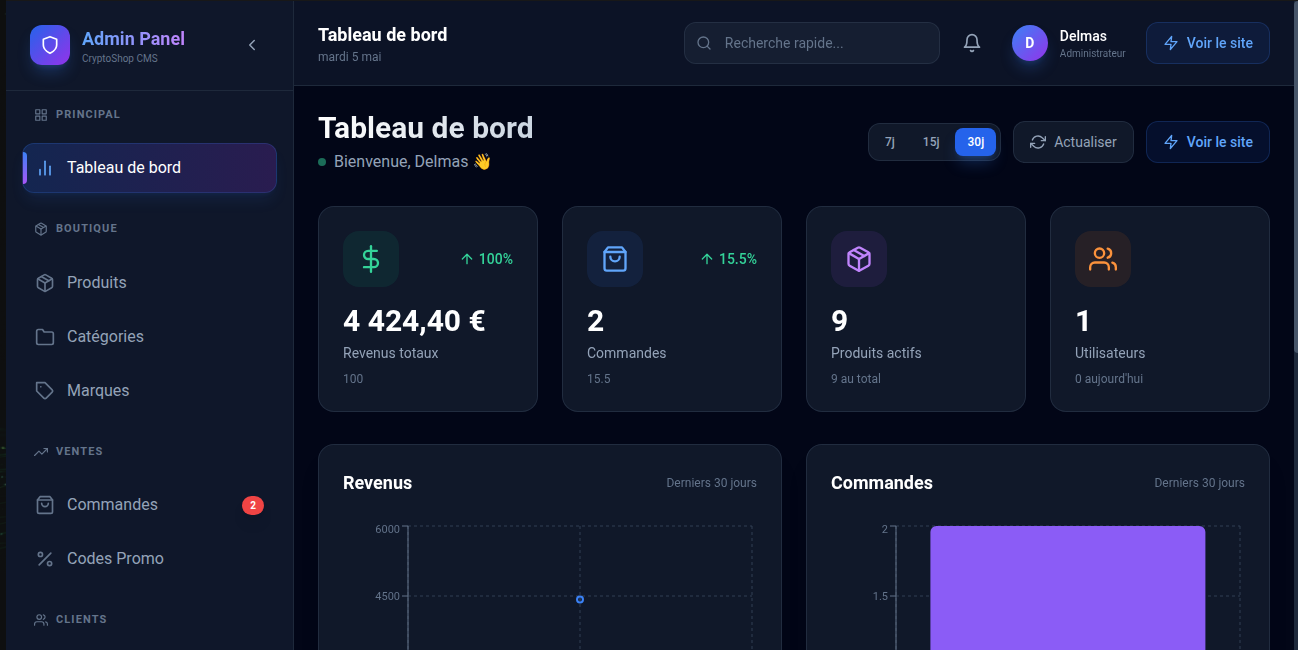 Admin Panel
CryptoShop CMS
PRINCIPAL
Tableau de bord
BOUTIQUE
Produits
Catégories
Marques
VENTES
Commandes
2
Codes Promo
CLIENTS
Tableau de bord
mardi 5 mai
Recherche rapide...
D
Delmas
Administrateur
Voir le site
Tableau de bord
Bienvenue, Delmas 👋
7j
15j
30j
Actualiser
Voir le site
100%
4 424,40 €
Revenus totaux
100
15.5%
2
Commandes
15.5
9
Produits actifs
9 au total
1
Utilisateurs
0 aujourd'hui
Revenus
Derniers 30 jours
6000
4500
Commandes
Derniers 30 jours
2
1.5